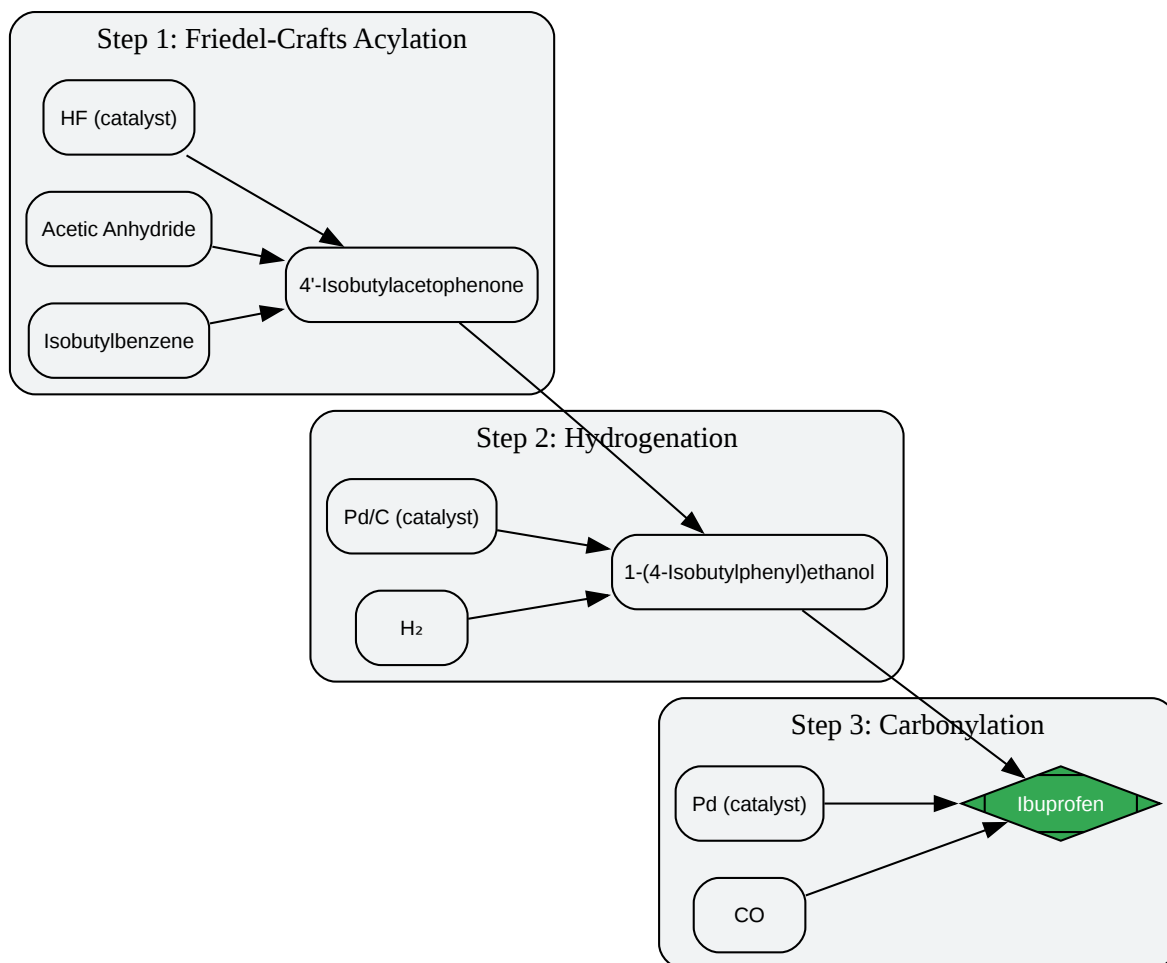 Step 1: Friedel-Crafts Acylation
HF (catalyst)
Acetic Anhydride
4'-Isobutylacetophenone
Isobutylbenzene
Step 2: Hydrogenation
Pd/C (catalyst)
1-(4-Isobutylphenyl)ethanol
H₂
Step 3: Carbonylation
Pd (catalyst)
Ibuprofen
CO